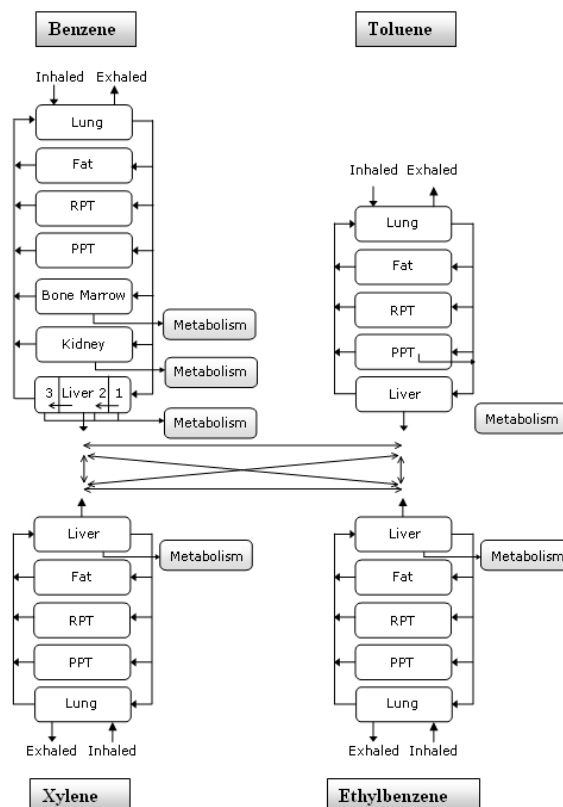 Benzene
Toluene
Inhaled Exhaled
Lung
Fat
RPT
PPT
Bone Marrow
Metabolism
Kidney
Metabolism
3 Liver 2 1
Metabolism
Inhaled Exhaled
Lung
Fat
RPT
PPT
Liver
Metabolism
Liver
Metabolism
Fat
RPT
PPT
Lung
Exhaled Inhaled
Xylene
Liver
Metabolism
Fat
RPT
PPT
Lung
Exhaled Inhaled
Ethylbenzene